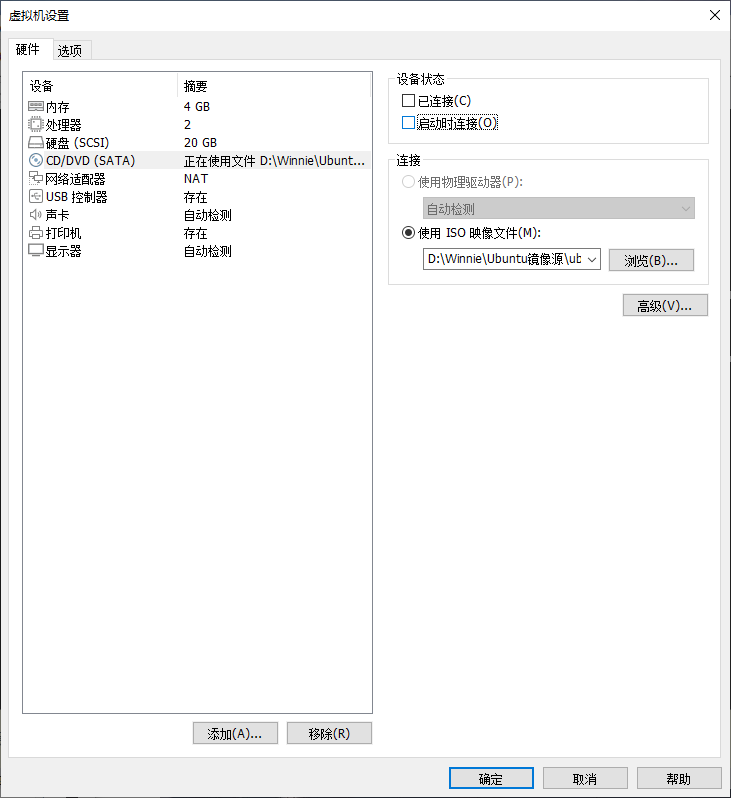 虚拟机设置
硬件 选项
设备 摘要
内存 4 GB
处理器 2
硬盘 (SCSI) 20 GB
CD/DVD (SATA) 正在使用文件 D:\Winnie\Ubunt...
网络适配器 NAT
USB 控制器 存在
声卡 自动检测
打印机 存在
显示器 自动检测
添加(A)... 移除(R)
设备状态
已连接(C)
启动时连接(O)
连接
使用物理驱动器(P):
自动检测
使用 ISO 映像文件(M):
D:\Winnie\Ubuntu镜像源\ub 浏览(B)...
高级(V)...
确定 取消 帮助